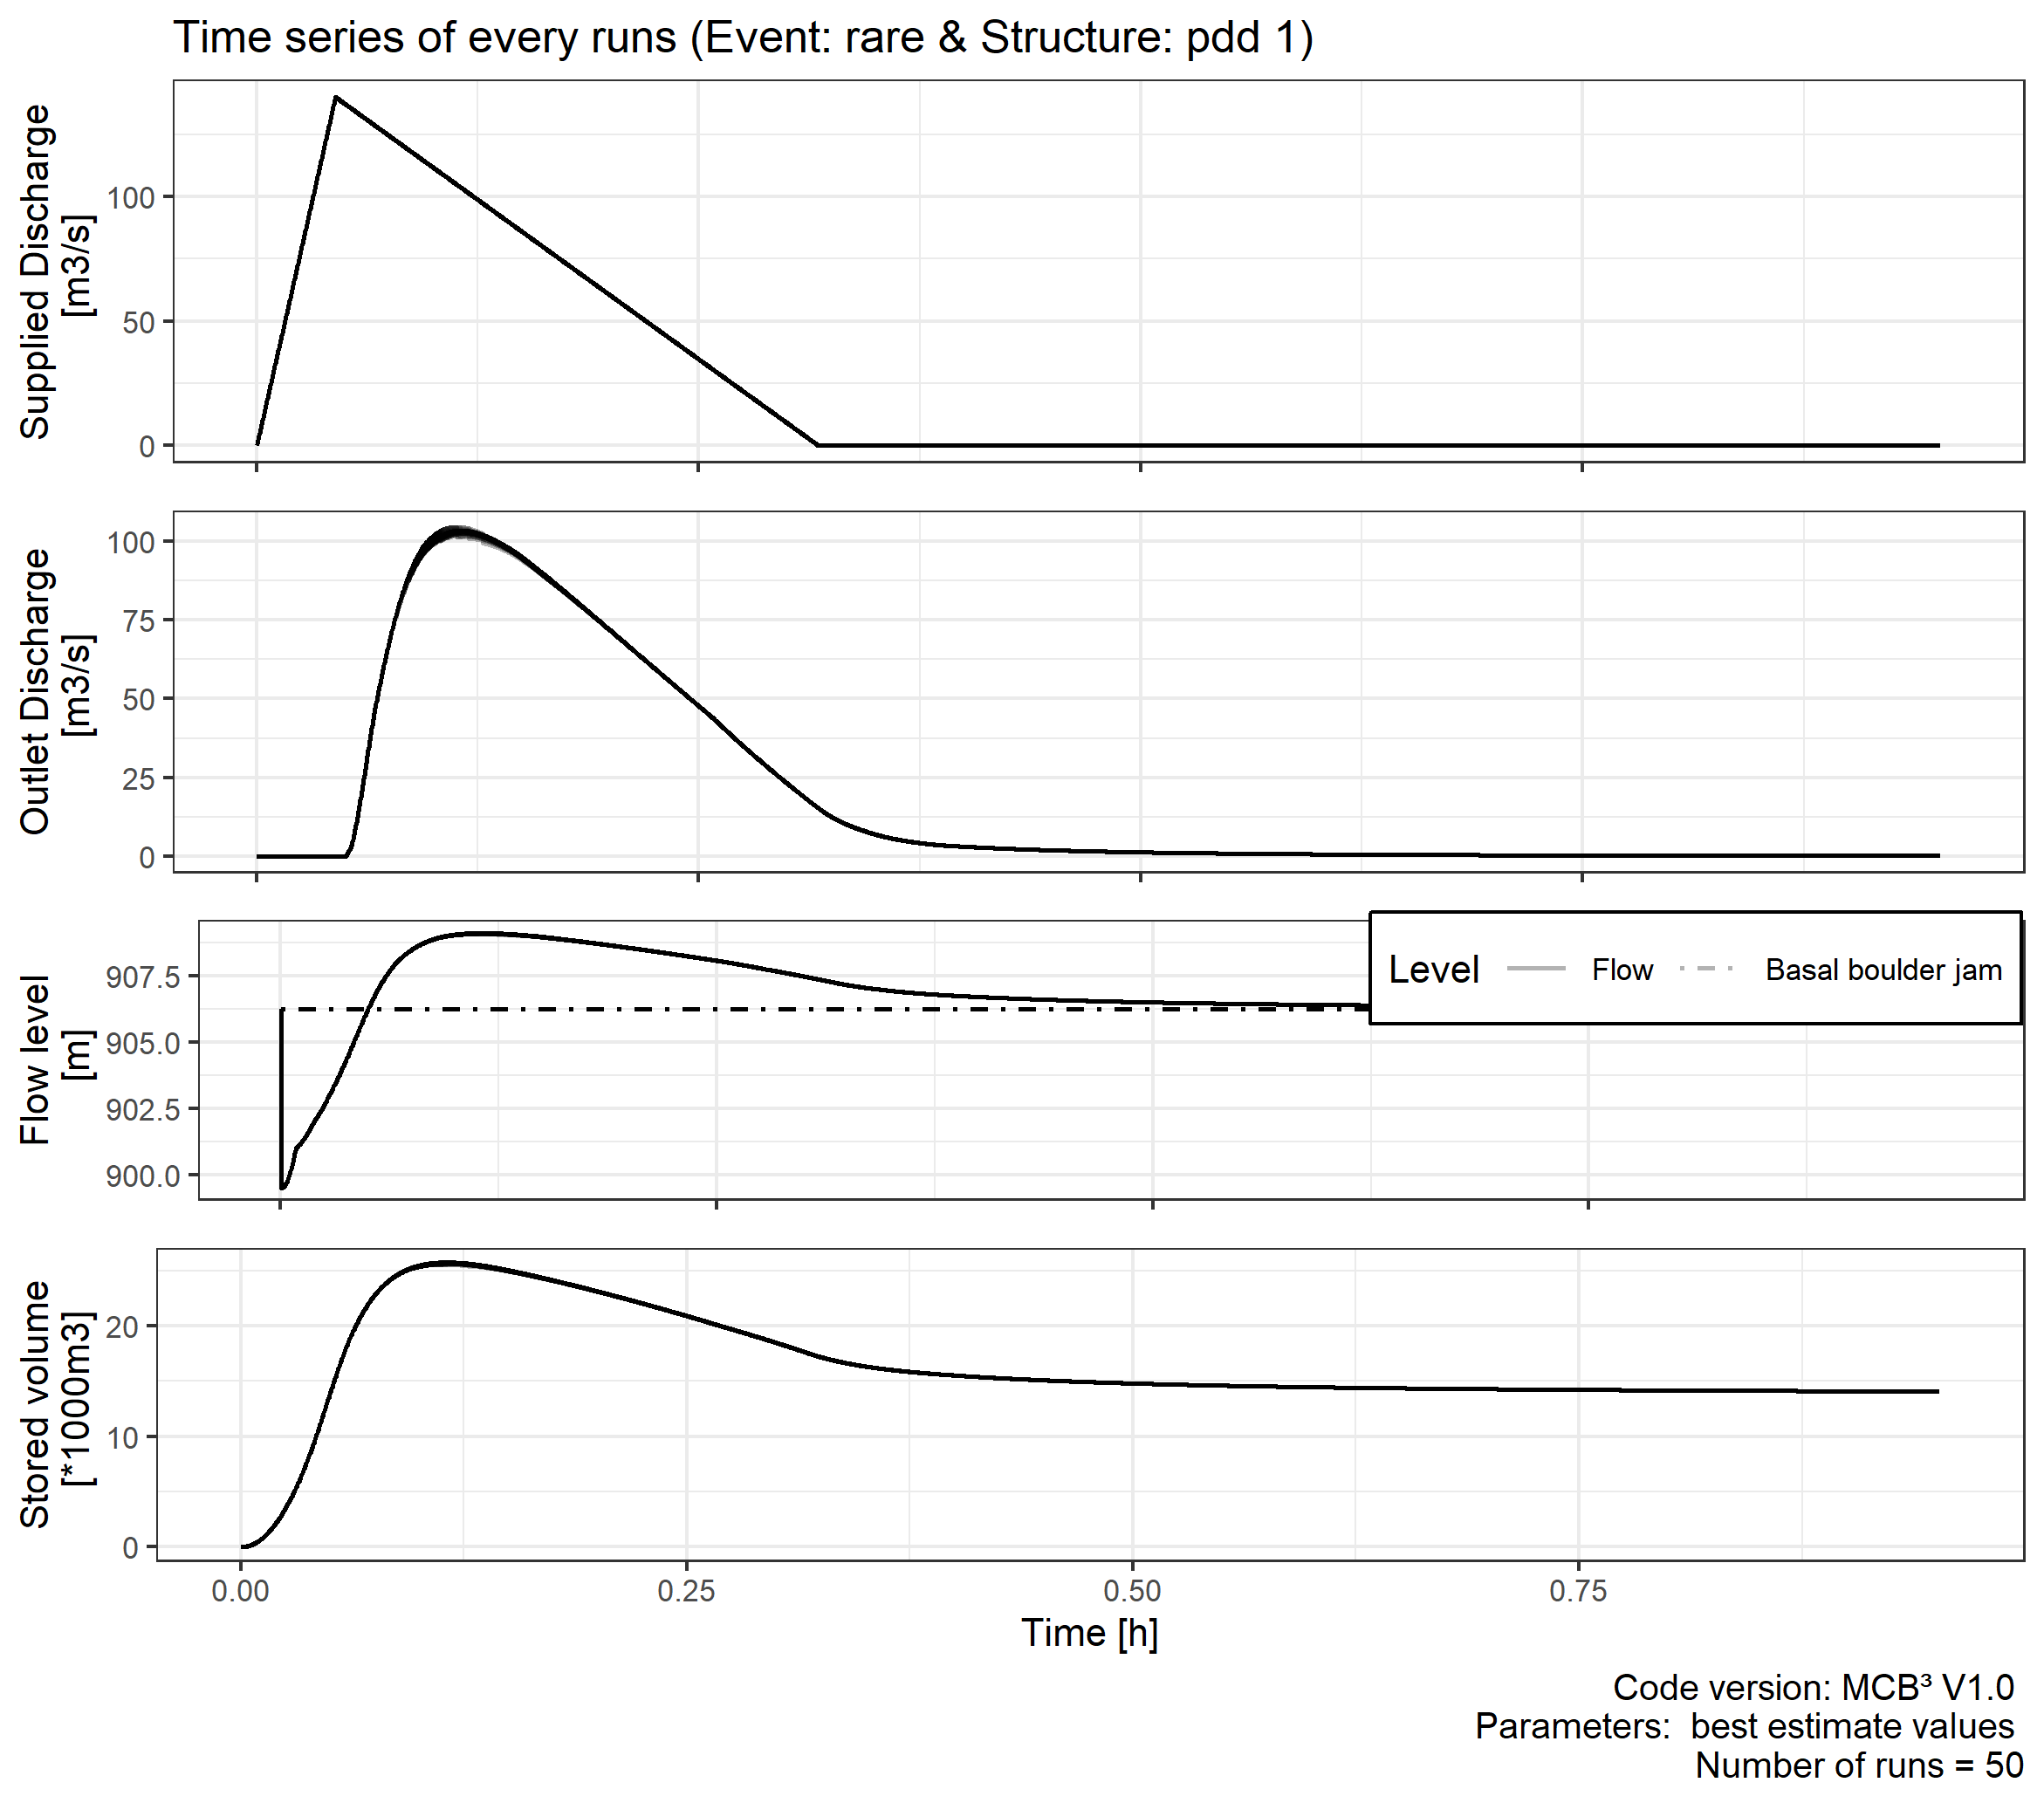 Time series of every runs (Event: rare & Structure: pdd 1)
Supplied Discharge
[m3/s]
100
50
0
Outlet Discharge
[m3/s]
100
75
50
25
0
Flow level
[m]
907.5
905.0
902.5
900.0
Level Flow Basal boulder jam
Stored volume
[*1000m3]
20
10
0
0.00 0.25 0.50 0.75
Time [h]
Code version: MCB³ V1.0
Parameters:  best estimate values
Number of runs = 50